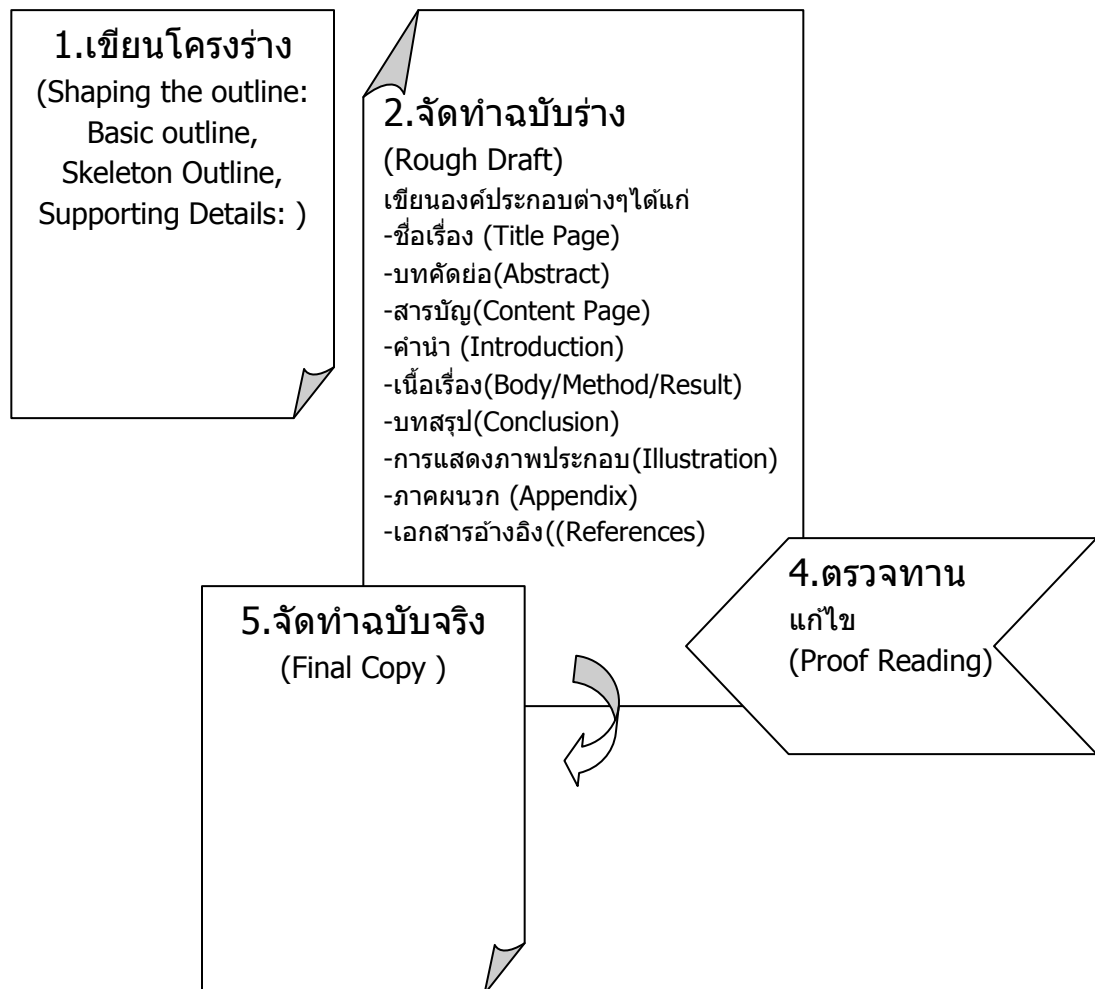 1.เขียนโครงร่าง
(Shaping the outline:
Basic outline,
Skeleton Outline,
Supporting Details: )
2.จัดทำฉบับร่าง
(Rough Draft)
เขียนองค์ประกอบต่างๆได้แก่
-ชื่อเรื่อง (Title Page)
-บทคัดย่อ(Abstract)
-สารบัญ(Content Page)
-คำนำ (Introduction)
-เนื้อเรื่อง(Body/Method/Result)
-บทสรุป(Conclusion)
-การแสดงภาพประกอบ(Illustration)
-ภาคผนวก (Appendix)
-เอกสารอ้างอิง((References)
4.ตรวจทาน
แก้ไข
(Proof Reading)
5.จัดทำฉบับจริง
(Final Copy )